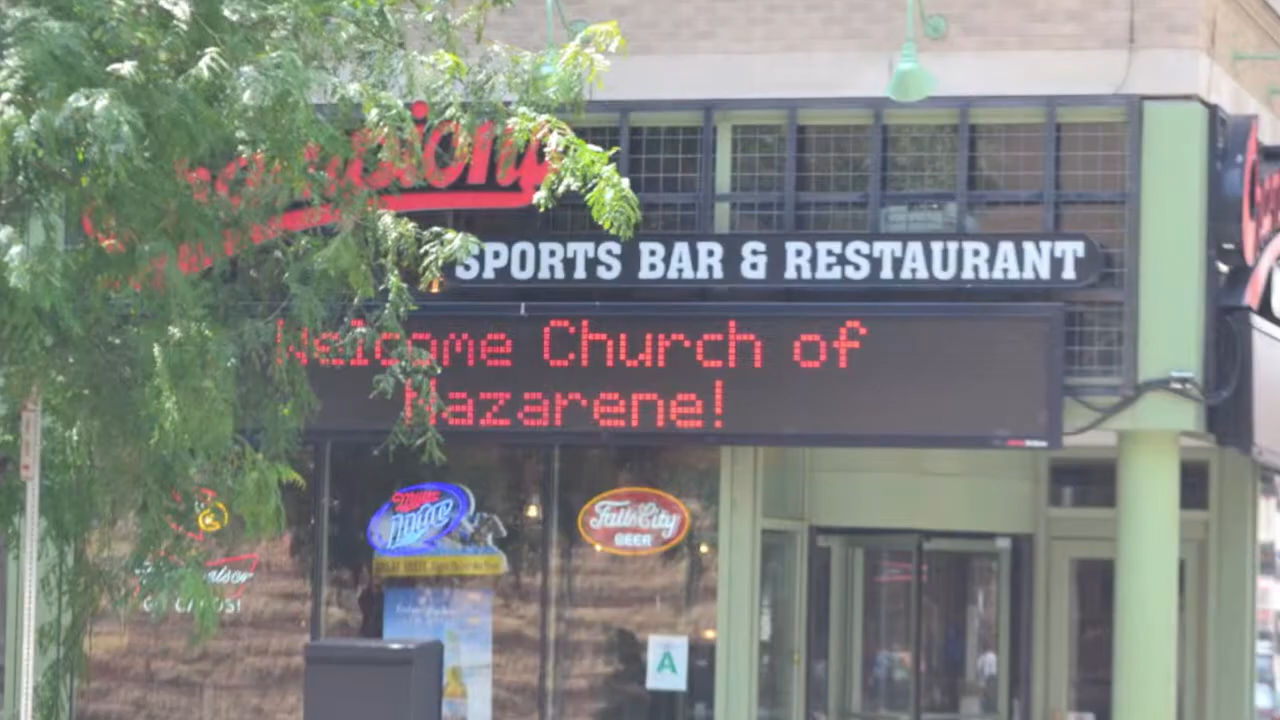 SPORTS BAR & RESTAURANT
Welcome Church of
Nazarene!
Miller
Lite
Falls City
BEER
A